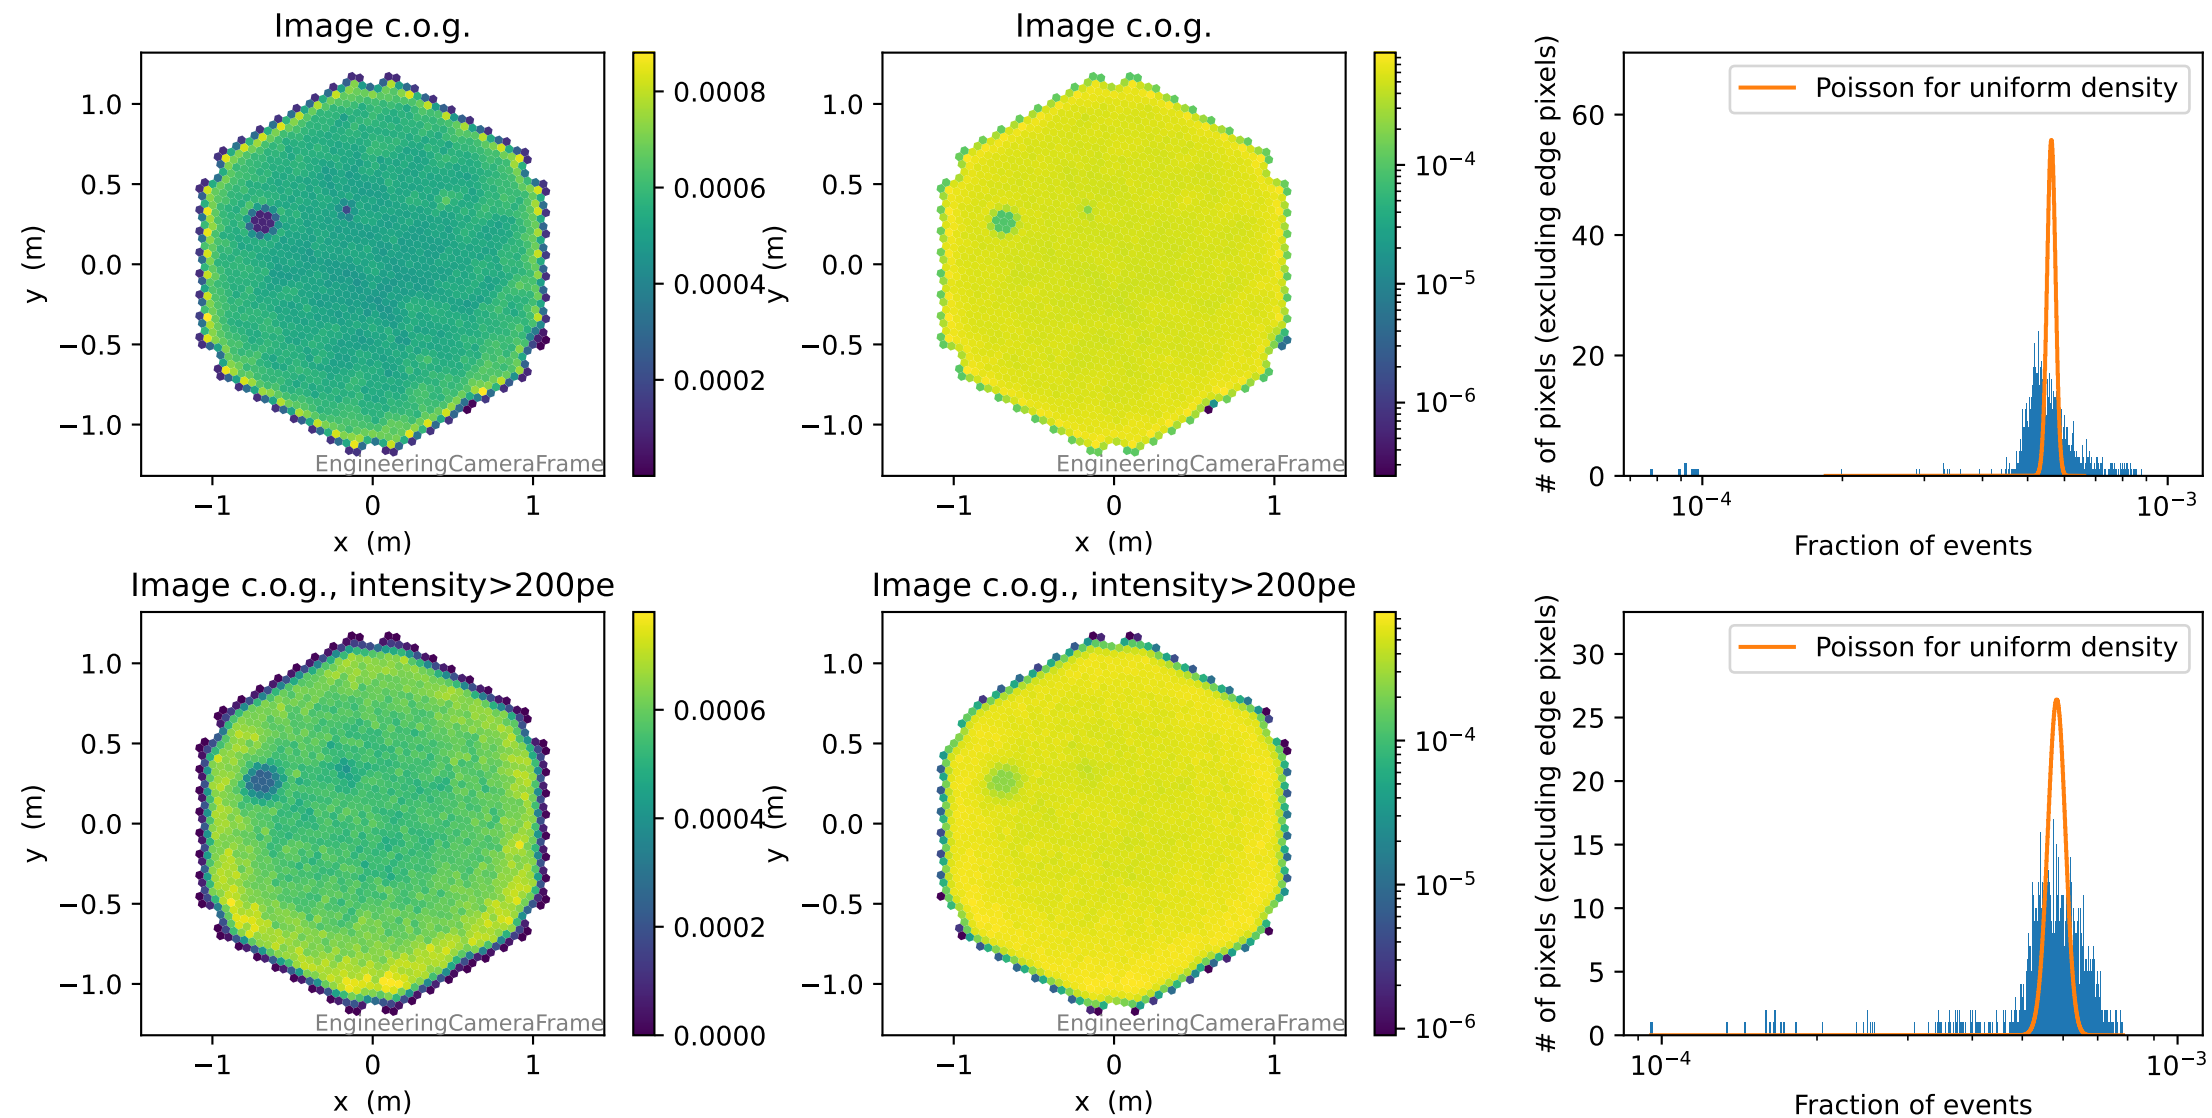 Image c.o.g.
1.0
0.5
0.0
−0.5
−1.0
y (m)
−1
0
1
x (m)
EngineeringCameraFrame
0.0008
0.0006
0.0004
0.0002
Image c.o.g.
1.0
0.5
0.0
−0.5
−1.0
y (m)
−1
0
1
x (m)
EngineeringCameraFrame
10⁻⁴
10⁻⁵
10⁻⁶
Poisson for uniform density
# of pixels (excluding edge pixels)
60
40
20
0
10⁻⁴
10⁻³
Fraction of events
Image c.o.g., intensity>200pe
1.0
0.5
0.0
−0.5
−1.0
y (m)
−1
0
1
x (m)
EngineeringCameraFrame
0.0006
0.0004
0.0002
0.0000
Image c.o.g., intensity>200pe
1.0
0.5
0.0
−0.5
−1.0
y (m)
−1
0
1
x (m)
EngineeringCameraFrame
10⁻⁴
10⁻⁵
10⁻⁶
Poisson for uniform density
# of pixels (excluding edge pixels)
30
25
20
15
10
5
0
10⁻⁴
10⁻³
Fraction of events